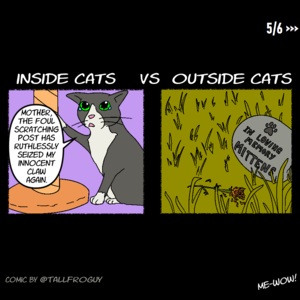 5/6 >>>
INSIDE CATS VS OUTSIDE CATS
MOTHER,
THE FOUL
SCRATCHING
POST HAS
RUTHLESSLY
SEIZED MY
INNOCENT
CLAW
AGAIN.
IN LOVING
MEMORY
MITTENS
COMIC BY @TALLFROGUY
ME-WOW!